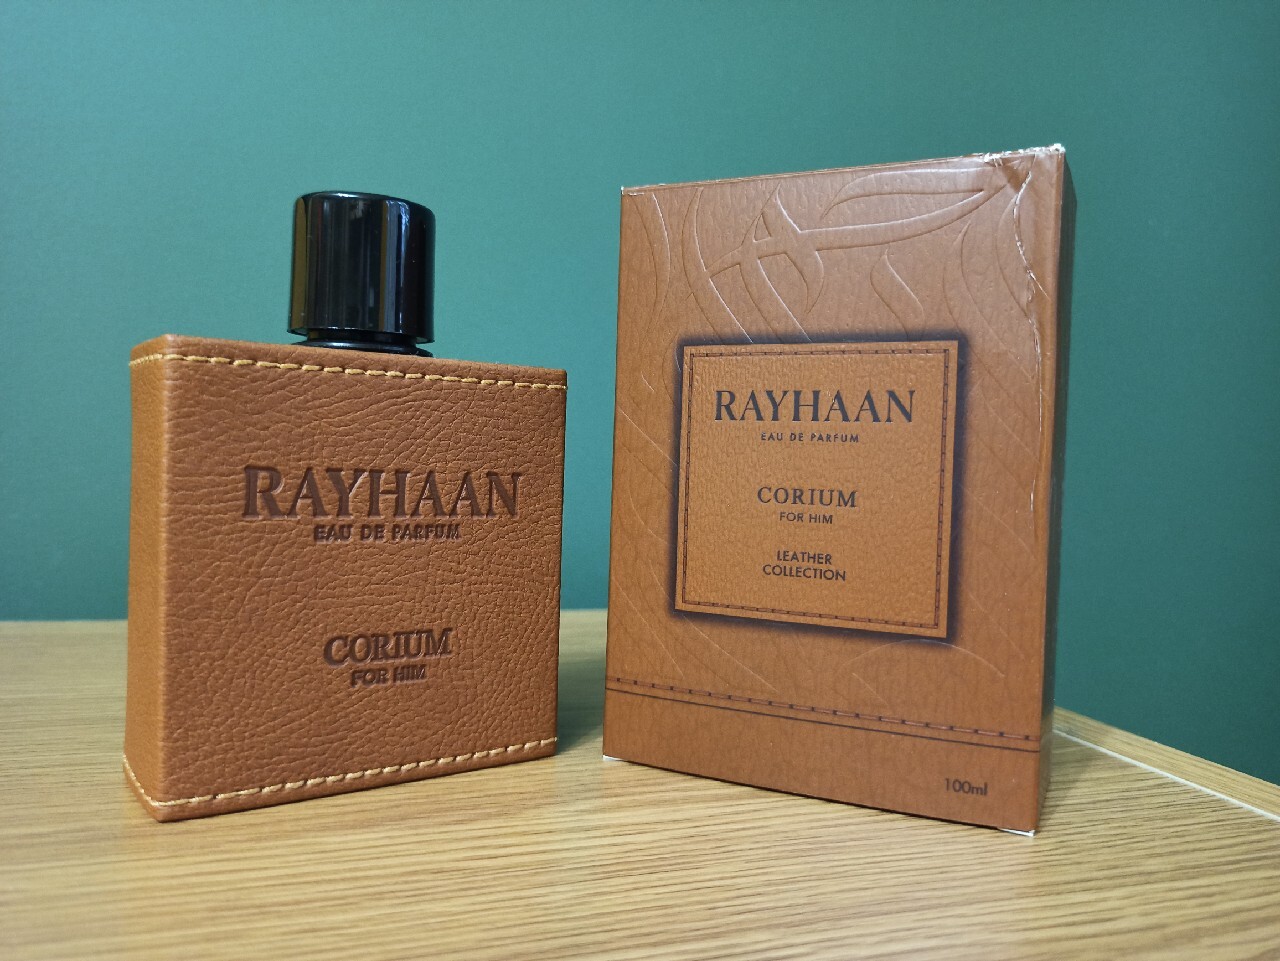 RAYHAAN
EAU DE PARFUM
CORIUM
FOR HIM
RAYHAAN
EAU DE PARFUM
CORIUM
FOR HIM
LEATHER
COLLECTION
100ml